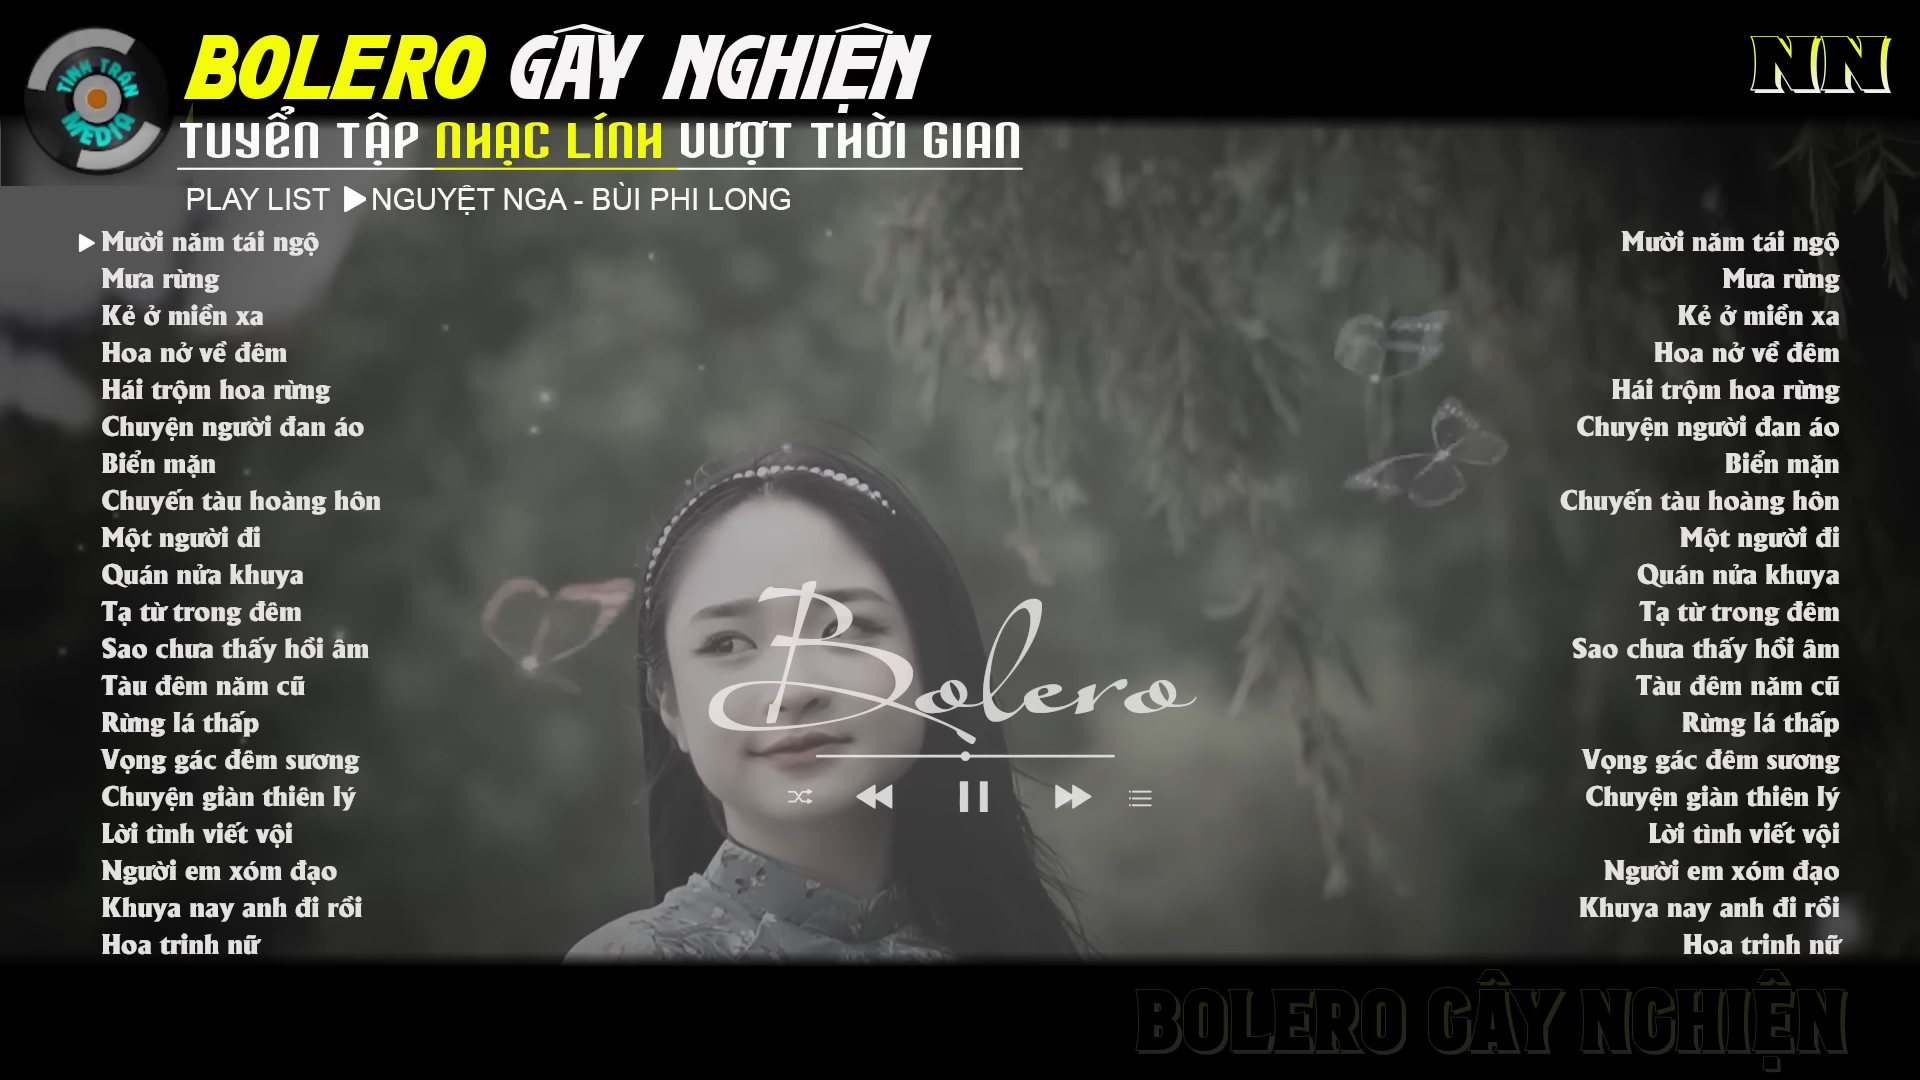 TÌNH TRẦN
MEDIA
BOLERO GÂY NGHIỆN
NN
TUYỂN TẬP NHẠC LÍNH VƯỢT THỜI GIAN
PLAY LIST ▶NGUYỆT NGA - BÙI PHI LONG
Mười năm tái ngộ
Mưa rừng
Kẻ ở miền xa
Hoa nở về đêm
Hái trộm hoa rừng
Chuyện người đan áo
Biển mặn
Chuyến tàu hoàng hôn
Một người đi
Quán nửa khuya
Tạ từ trong đêm
Sao chưa thấy hồi âm
Tàu đêm năm cũ
Rừng lá thấp
Vọng gác đêm sương
Chuyện giàn thiên lý
Lời tình viết vội
Người em xóm đạo
Khuya nay anh đi rồi
Hoa trinh nữ
Bolero
Mười năm tái ngộ
Mưa rừng
Kẻ ở miền xa
Hoa nở về đêm
Hái trộm hoa rừng
Chuyện người đan áo
Biển mặn
Chuyến tàu hoàng hôn
Một người đi
Quán nửa khuya
Tạ từ trong đêm
Sao chưa thấy hồi âm
Tàu đêm năm cũ
Rừng lá thấp
Vọng gác đêm sương
Chuyện giàn thiên lý
Lời tình viết vội
Người em xóm đạo
Khuya nay anh đi rồi
Hoa trinh nữ
BOLERO GÂY NGHIỆN